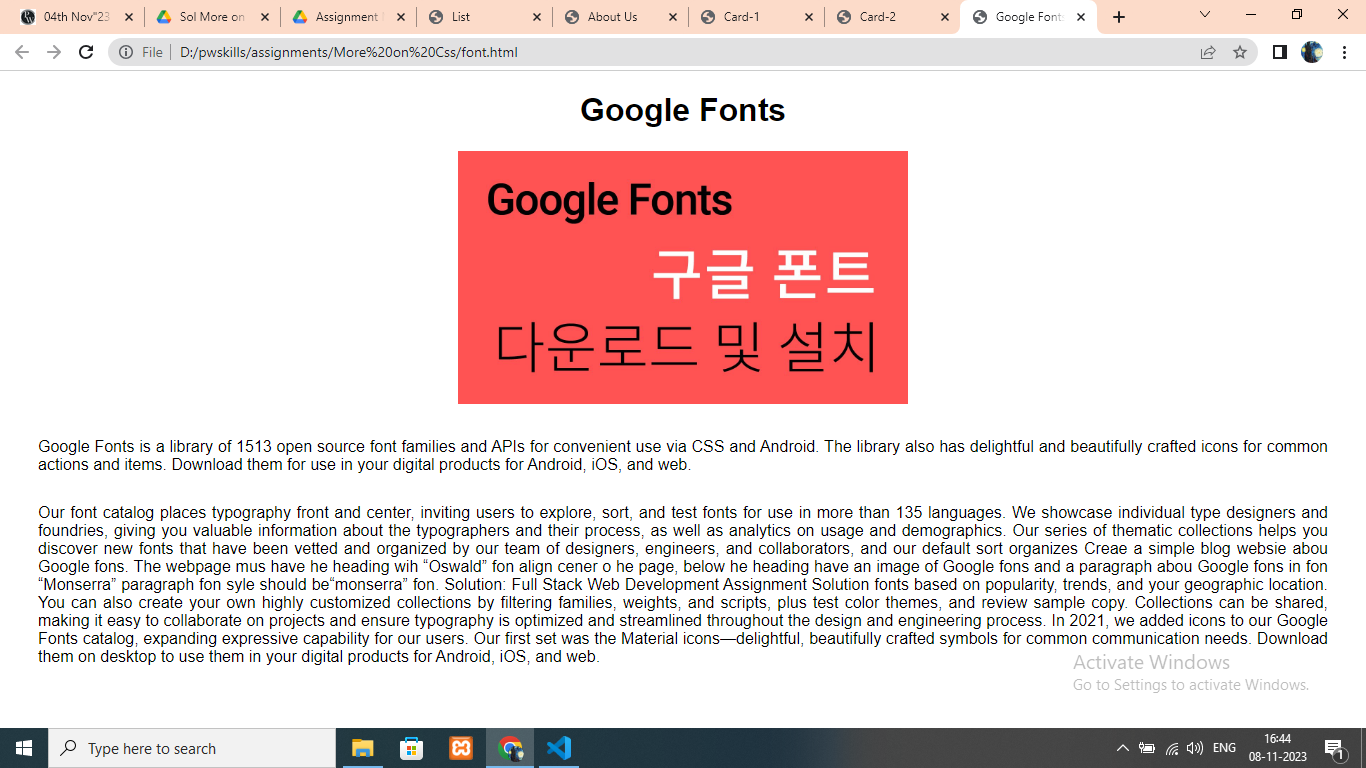 04th Nov"23
Sol More on
Assignment
List
About Us
Card-1
Card-2
Google Fonts
File
D:/pwskills/assignments/More%20on%20Css/font.html
Google Fonts
Google Fonts
구글 폰트
다운로드 및 설치
Google Fonts is a library of 1513 open source font families and APIs for convenient use via CSS and Android. The library also has delightful and beautifully crafted icons for common
actions and items. Download them for use in your digital products for Android, iOS, and web.
Our font catalog places typography front and center, inviting users to explore, sort, and test fonts for use in more than 135 languages. We showcase individual type designers and
foundries, giving you valuable information about the typographers and their process, as well as analytics on usage and demographics. Our series of thematic collections helps you
discover new fonts that have been vetted and organized by our team of designers, engineers, and collaborators, and our default sort organizes Creae a simple blog websie abou
Google fons. The webpage mus have he heading wih “Oswald” fon align cener o he page, below he heading have an image of Google fons and a paragraph abou Google fons in fon
“Monserra” paragraph fon syle should be“monserra” fon. Solution: Full Stack Web Development Assignment Solution fonts based on popularity, trends, and your geographic location.
You can also create your own highly customized collections by filtering families, weights, and scripts, plus test color themes, and review sample copy. Collections can be shared,
making it easy to collaborate on projects and ensure typography is optimized and streamlined throughout the design and engineering process. In 2021, we added icons to our Google
Fonts catalog, expanding expressive capability for our users. Our first set was the Material icons—delightful, beautifully crafted symbols for common communication needs. Download
them on desktop to use them in your digital products for Android, iOS, and web.
Activate Windows
Go to Settings to activate Windows.
Type here to search
ENG
16:44
08-11-2023
1